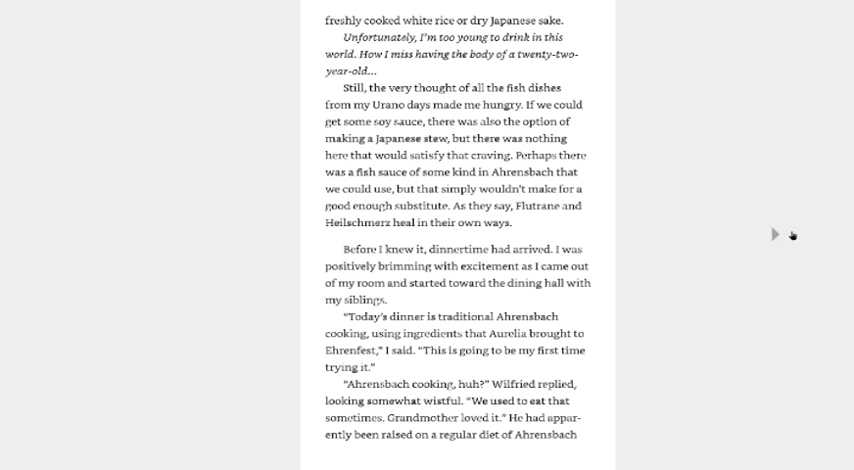 freshly cooked white rice or dry Japanese sake.
Unfortunately, I'm too young to drink in this
world. How I miss having the body of a twenty-two-
year-old...
Still, the very thought of all the fish dishes
from my Urano days made me hungry. If we could
get some soy sauce, there was also the option of
making a Japanese stew, but there was nothing
here that would satisfy that craving. Perhaps there
was a fish sauce of some kind in Ahrensbach that
we could use, but that simply wouldn't make for a
good enough substitute. As they say, Flutrane and
Heilschmerz heal in their own ways.
Before I knew it, dinnertime had arrived. I was
positively brimming with excitement as I came out
of my room and started toward the dining hall with
my siblings.
“Today's dinner is traditional Ahrensbach
cooking, using ingredients that Aurelia brought to
Ehrenfest,” I said. “This is going to be my first time
trying it.”
“Ahrensbach cooking, huh?” Wilfried replied,
looking somewhat wistful. “We used to eat that
sometimes. Grandmother loved it.” He had appar-
ently been raised on a regular diet of Ahrensbach